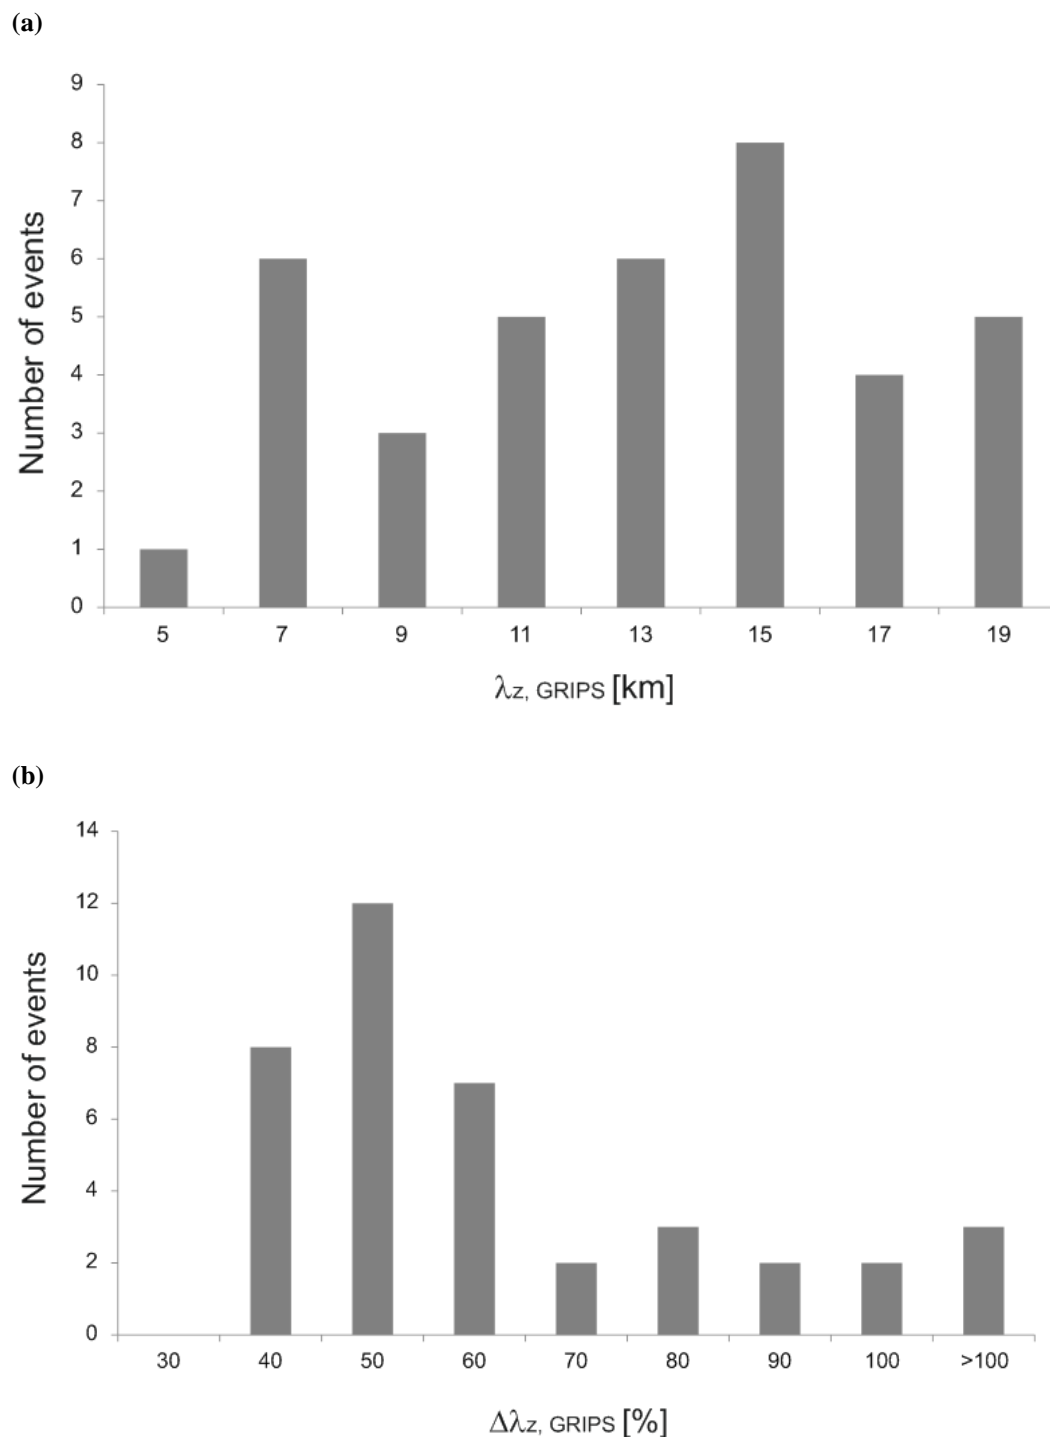 (a)
Number of events
9
8
7
6
5
4
3
2
1
0
5 7 9 11 13 15 17 19
λz, GRIPS [km]
(b)
Number of events
14
12
10
8
6
4
2
0
30 40 50 60 70 80 90 100 >100
Δλz, GRIPS [%]